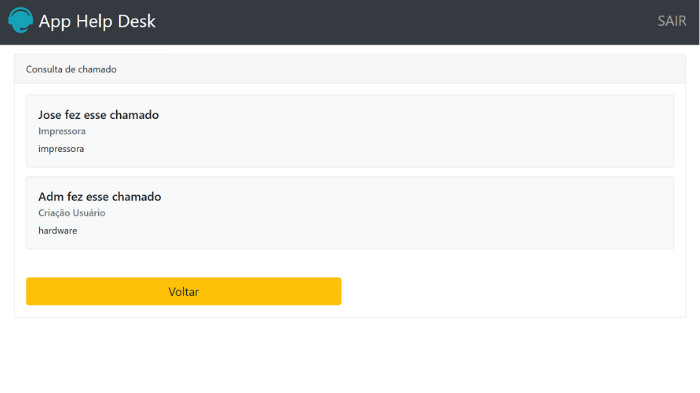 App Help Desk
SAIR
Consulta de chamado
Jose fez esse chamado
Impressora
impressora
Adm fez esse chamado
Criação Usuário
hardware
Voltar